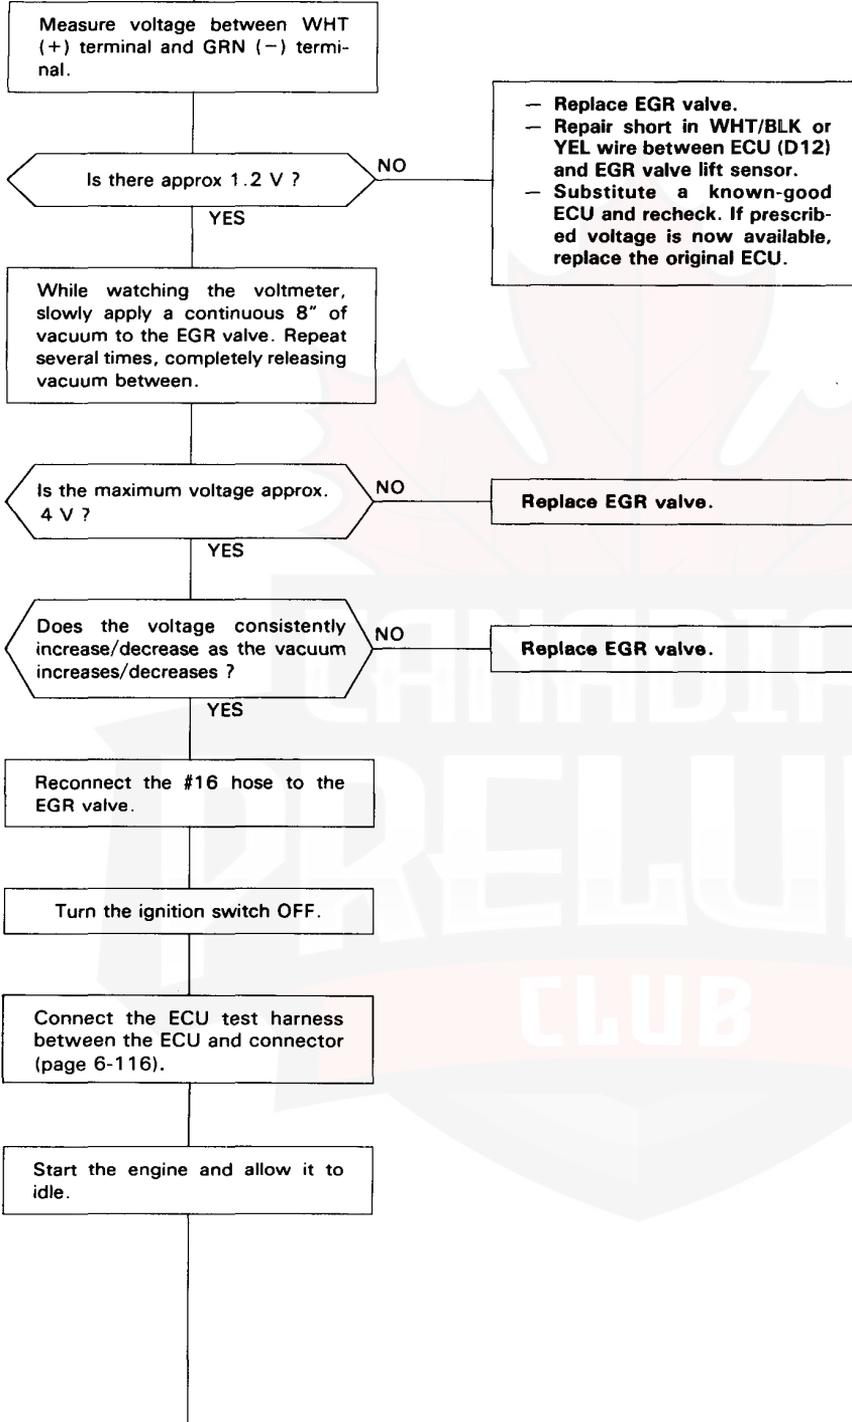 Measure voltage between WHT
(+) terminal and GRN (−) termi-
nal.
Is there approx 1.2 V ?
NO
— Replace EGR valve.
— Repair short in WHT/BLK or
YEL wire between ECU (D12)
and EGR valve lift sensor.
— Substitute a known-good
ECU and recheck. If prescrib-
ed voltage is now available,
replace the original ECU.
YES
While watching the voltmeter,
slowly apply a continuous 8" of
vacuum to the EGR valve. Repeat
several times, completely releasing
vacuum between.
Is the maximum voltage approx.
4 V ?
NO
Replace EGR valve.
YES
Does the voltage consistently
increase/decrease as the vacuum
increases/decreases ?
NO
Replace EGR valve.
YES
Reconnect the #16 hose to the
EGR valve.
Turn the ignition switch OFF.
Connect the ECU test harness
between the ECU and connector
(page 6-116).
Start the engine and allow it to
idle.
CANADIA
PRELU
CLUB